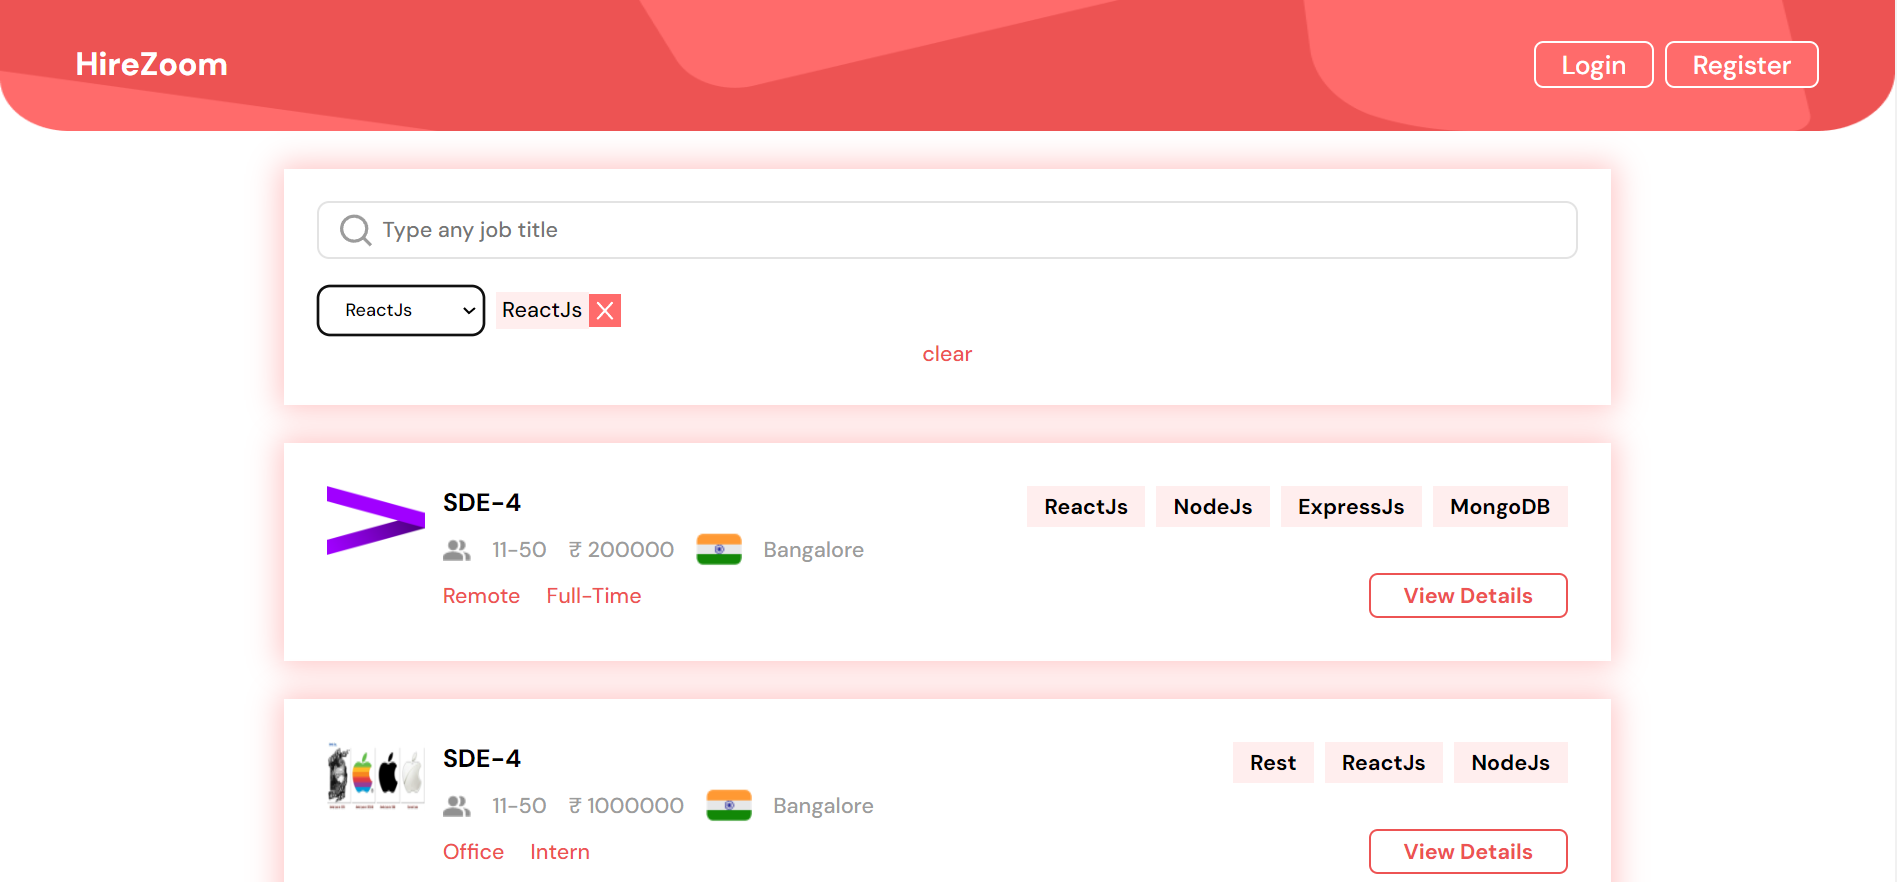 HireZoom
Login Register
Type any job title
ReactJs ReactJs X
clear
SDE-4 ReactJs NodeJs ExpressJs MongoDB
11-50 ₹ 200000 Bangalore
Remote Full-Time View Details
SDE-4 Rest ReactJs NodeJs
11-50 ₹ 1000000 Bangalore
Office Intern View Details